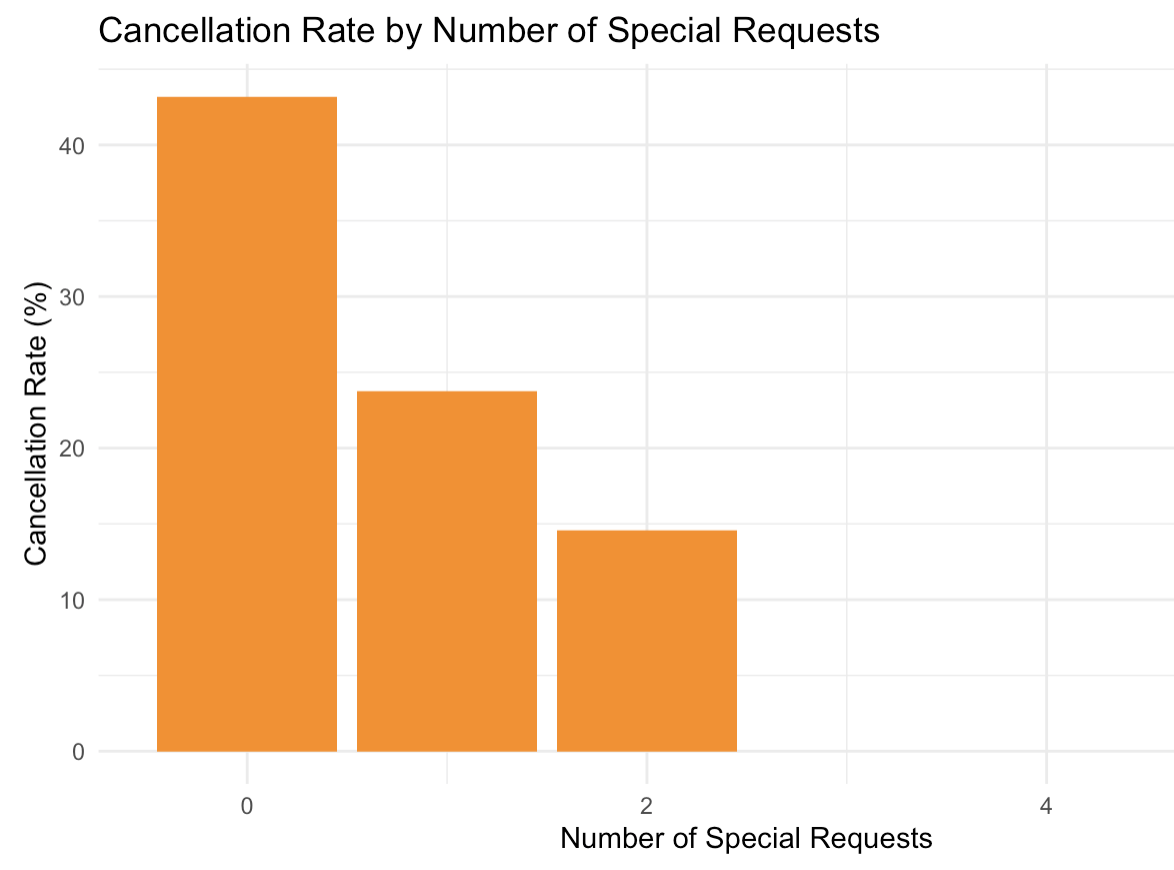 Cancellation Rate by Number of Special Requests
Cancellation Rate (%)
40
30
20
10
0
0
2
4
Number of Special Requests